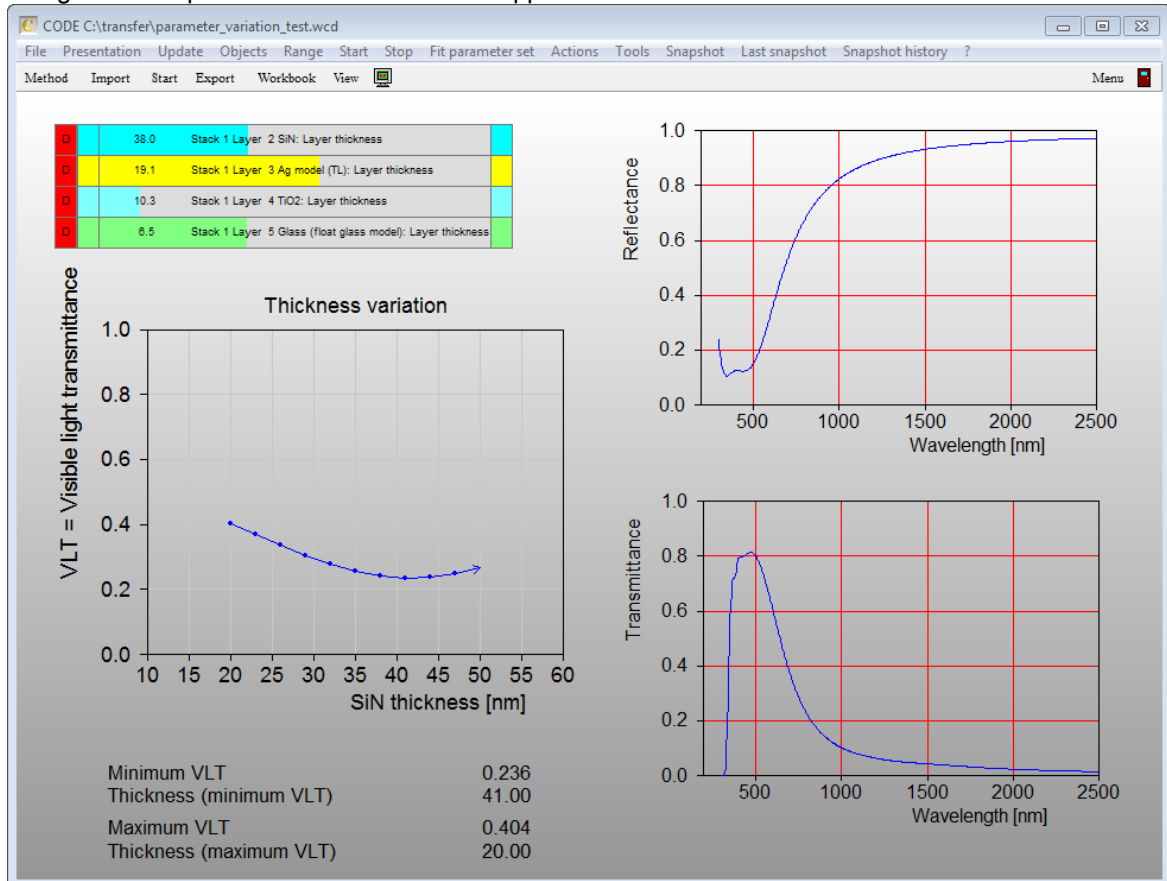 CODE C:\transfer\parameter_variation_test.wcd
File Presentation Update Objects Range Start Stop Fit parameter set Actions Tools Snapshot Last snapshot Snapshot history ?
Method Import Start Export Workbook View Menu
D 38.0 Stack 1 Layer 2 SiN: Layer thickness
D 19.1 Stack 1 Layer 3 Ag model (TL): Layer thickness
D 10.3 Stack 1 Layer 4 TiO2: Layer thickness
D 6.5 Stack 1 Layer 5 Glass (float glass model): Layer thickness
Thickness variation
VLT = Visible light transmittance
1.0
0.8
0.6
0.4
0.2
0.0
10 15 20 25 30 35 40 45 50 55 60
SiN thickness [nm]
Minimum VLT 0.236
Thickness (minimum VLT) 41.00
Maximum VLT 0.404
Thickness (maximum VLT) 20.00
Reflectance
1.0
0.8
0.6
0.4
0.2
0.0
500 1000 1500 2000 2500
Wavelength [nm]
Transmittance
1.0
0.8
0.6
0.4
0.2
0.0
500 1000 1500 2000 2500
Wavelength [nm]